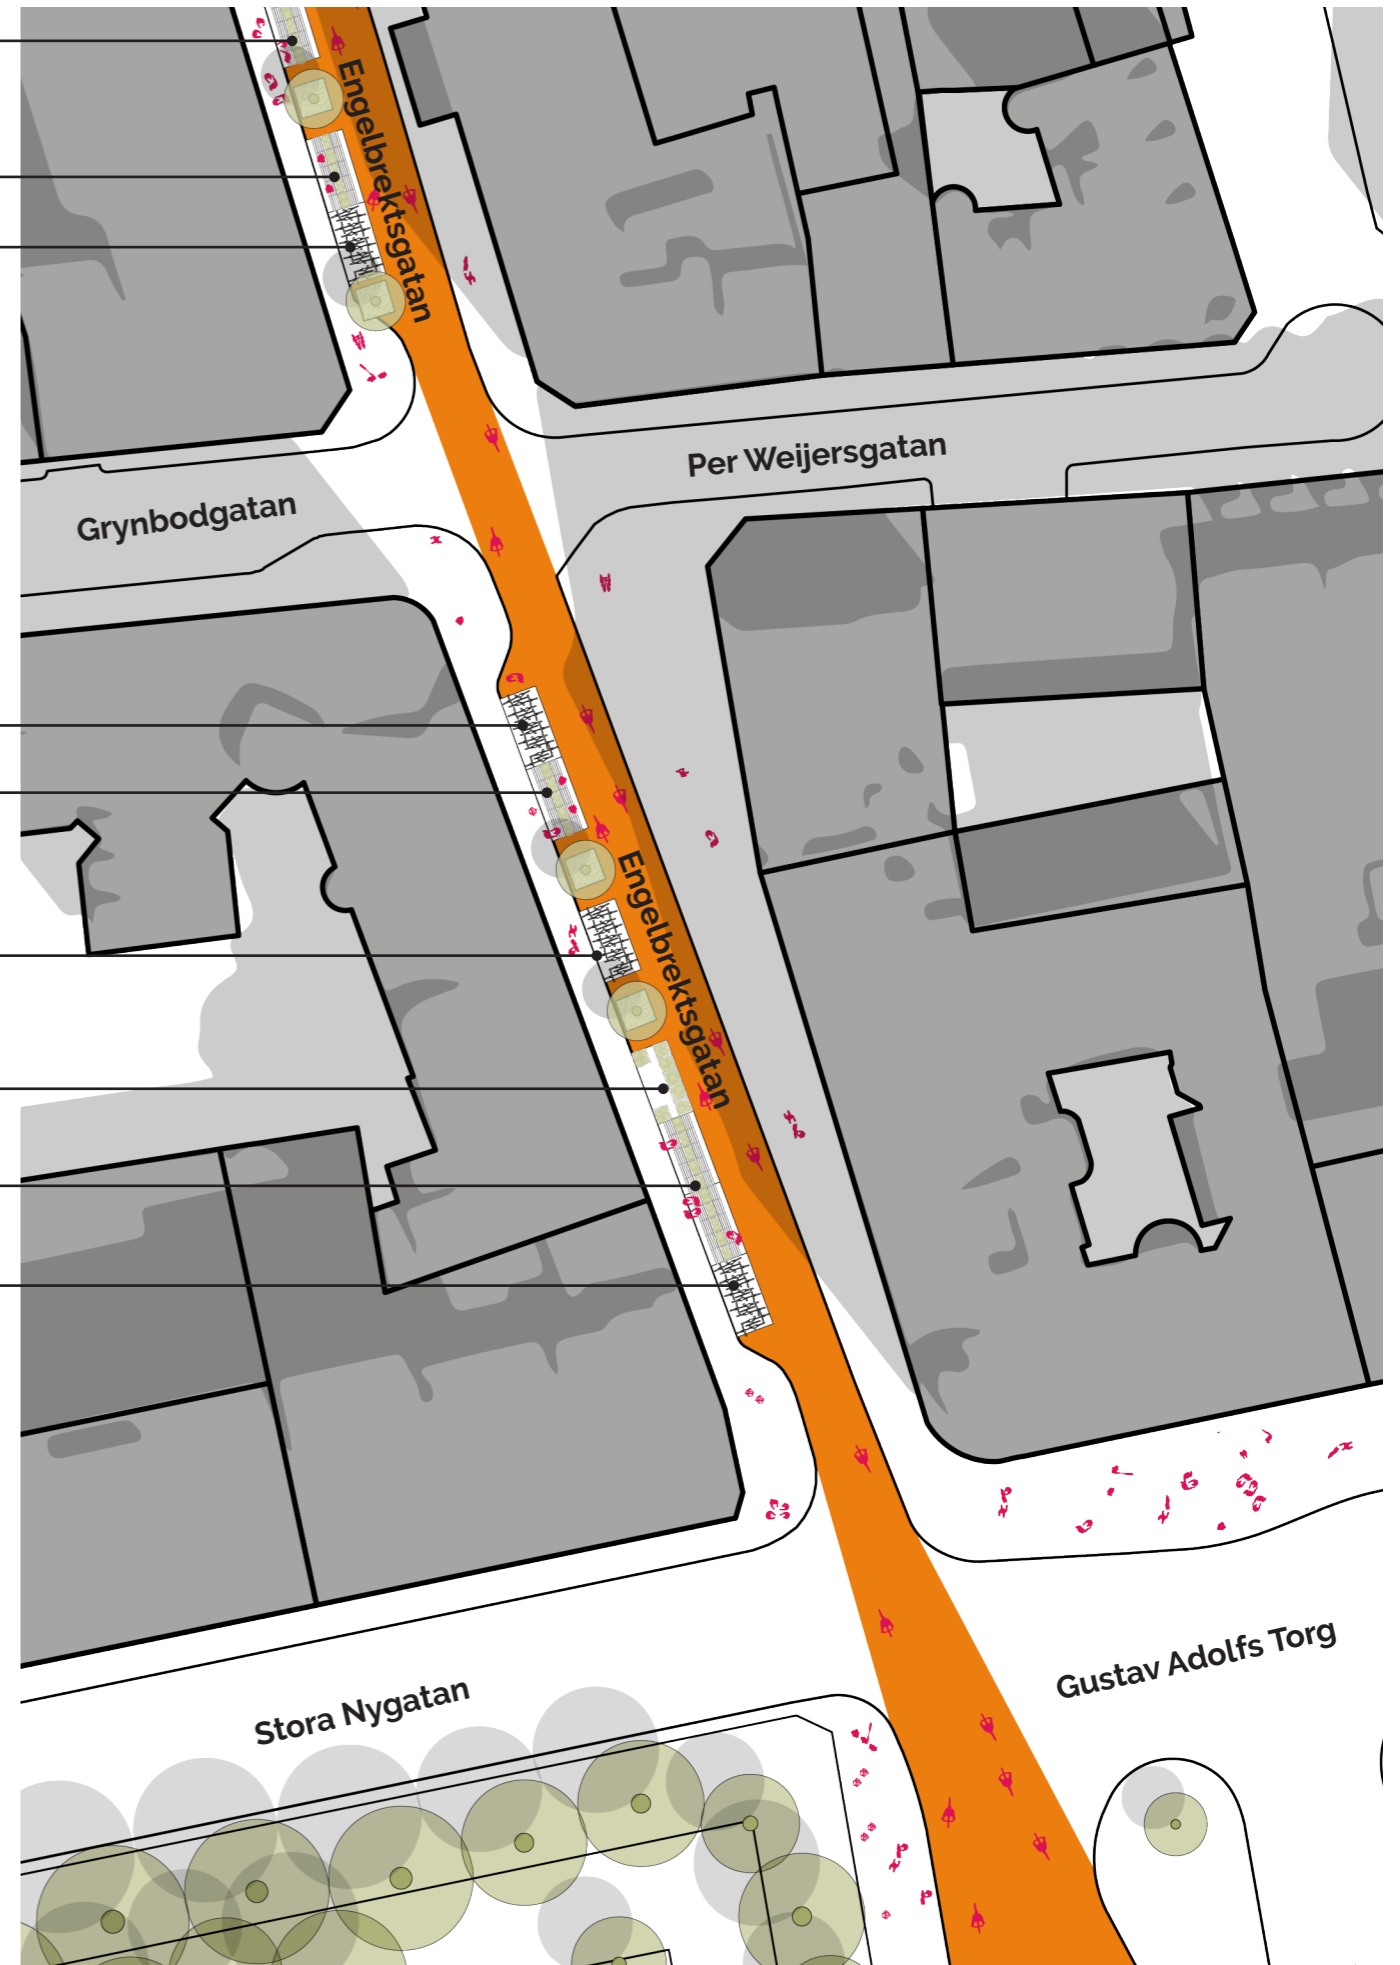 Engelbrektsgatan
Per Weijersgatan
Grynbodgatan
Engelbrektsgatan
Gustav Adolfs Torg
Stora Nygatan